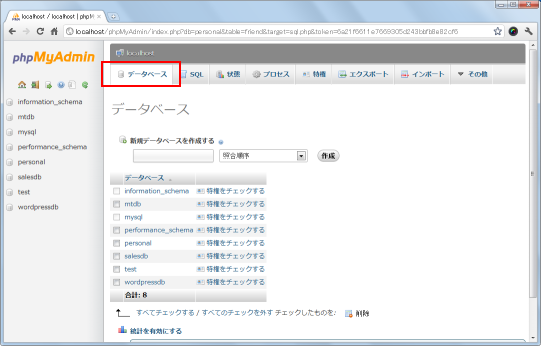 localhost / localhost | phpM
localhost/phpMyAdmin/index.php?db=personal&table=friend&target=sql.php&token=
phpMyAdmin
information_schema
mtdb
mysql
performance_schema
personal
salesdb
test
wordpressdb
localhost
データベース SQL 状態 プロセス 特権 エクスポート インポート その他
データベース
新規データベースを作成する
照合順序 作成
データベース
information_schema 特権をチェックする
mtdb 特権をチェックする
mysql 特権をチェックする
performance_schema 特権をチェックする
personal 特権をチェックする
salesdb 特権をチェックする
test 特権をチェックする
wordpressdb 特権をチェックする
合計: 8
すべてチェックする / すべてのチェックを外す チェックしたものを: 削除
統計を有効にする